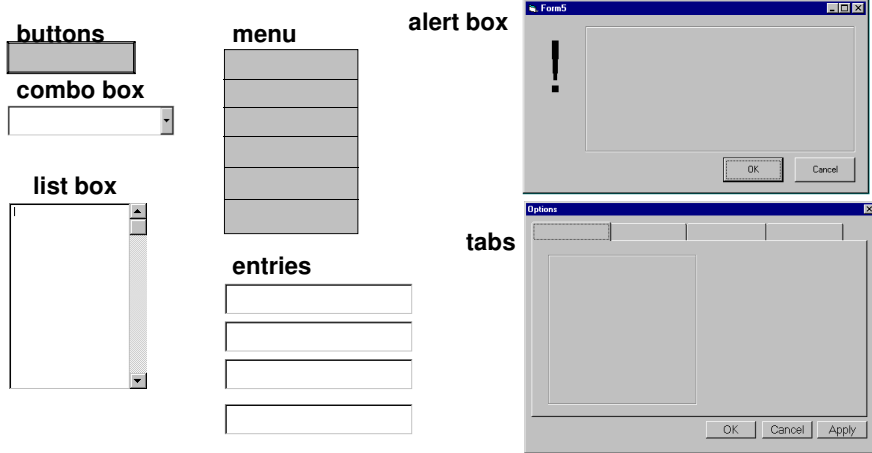 buttons
combo box
list box
menu
entries
alert box
Form5
!
OK
Cancel
tabs
Options
OK
Cancel
Apply